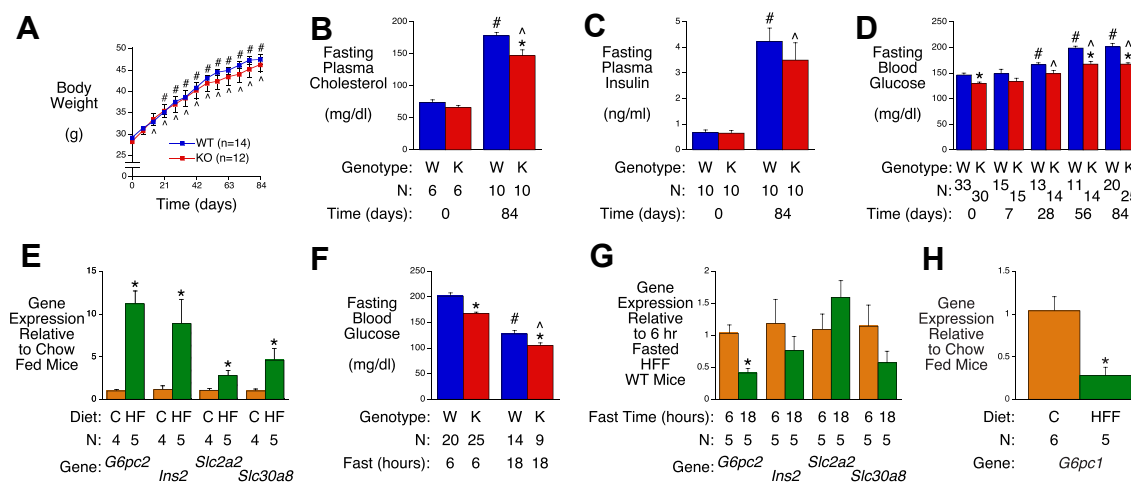 A
50
45
40
35
30
25
0
Body
Weight
(g)
# # # # # # # # # #
^ ^ ^ ^ ^ ^ ^ ^ ^ ^ ^
WT (n=14)
KO (n=12)
0 21 42 63 84
Time (days)
B
200
150
100
50
0
Fasting
Plasma
Cholesterol
(mg/dl)
#
^
*
Genotype: W K W K
N: 6 6 10 10
Time (days): 0 84
C
5
4
3
2
1
0
Fasting
Plasma
Insulin
(ng/ml)
#
^
Genotype: W K W K
N: 10 10 10 10
Time (days): 0 84
D
250
200
150
100
50
0
Fasting
Blood
Glucose
(mg/dl)
* # ^ # ^ * # ^ *
Genotype: W K W K W K W K W K
N: 33 30 15 15 13 14 11 14 20 25
Time (days): 0 7 28 56 84
E
15
10
5
0
Gene
Expression
Relative
to Chow
Fed Mice
* * * *
Diet: C HF C HF C HF C HF
N: 4 5 4 5 4 5 4 5
Gene: G6pc2 Ins2 Slc2a2 Slc30a8
F
250
200
150
100
50
0
Fasting
Blood
Glucose
(mg/dl)
* # ^ *
Genotype: W K W K
N: 20 25 14 9
Fast (hours): 6 6 18 18
G
2
1.5
1
0.5
0
Gene
Expression
Relative
to 6 hr
Fasted
HFF
WT Mice
*
Fast Time (hours): 6 18 6 18 6 18 6 18
N: 5 5 5 5 5 5 5 5
Gene: G6pc2 Ins2 Slc2a2 Slc30a8
H
1.5
1
0.5
0
Gene
Expression
Relative
to Chow
Fed Mice
*
Diet: C HFF
N: 6 5
Gene: G6pc1